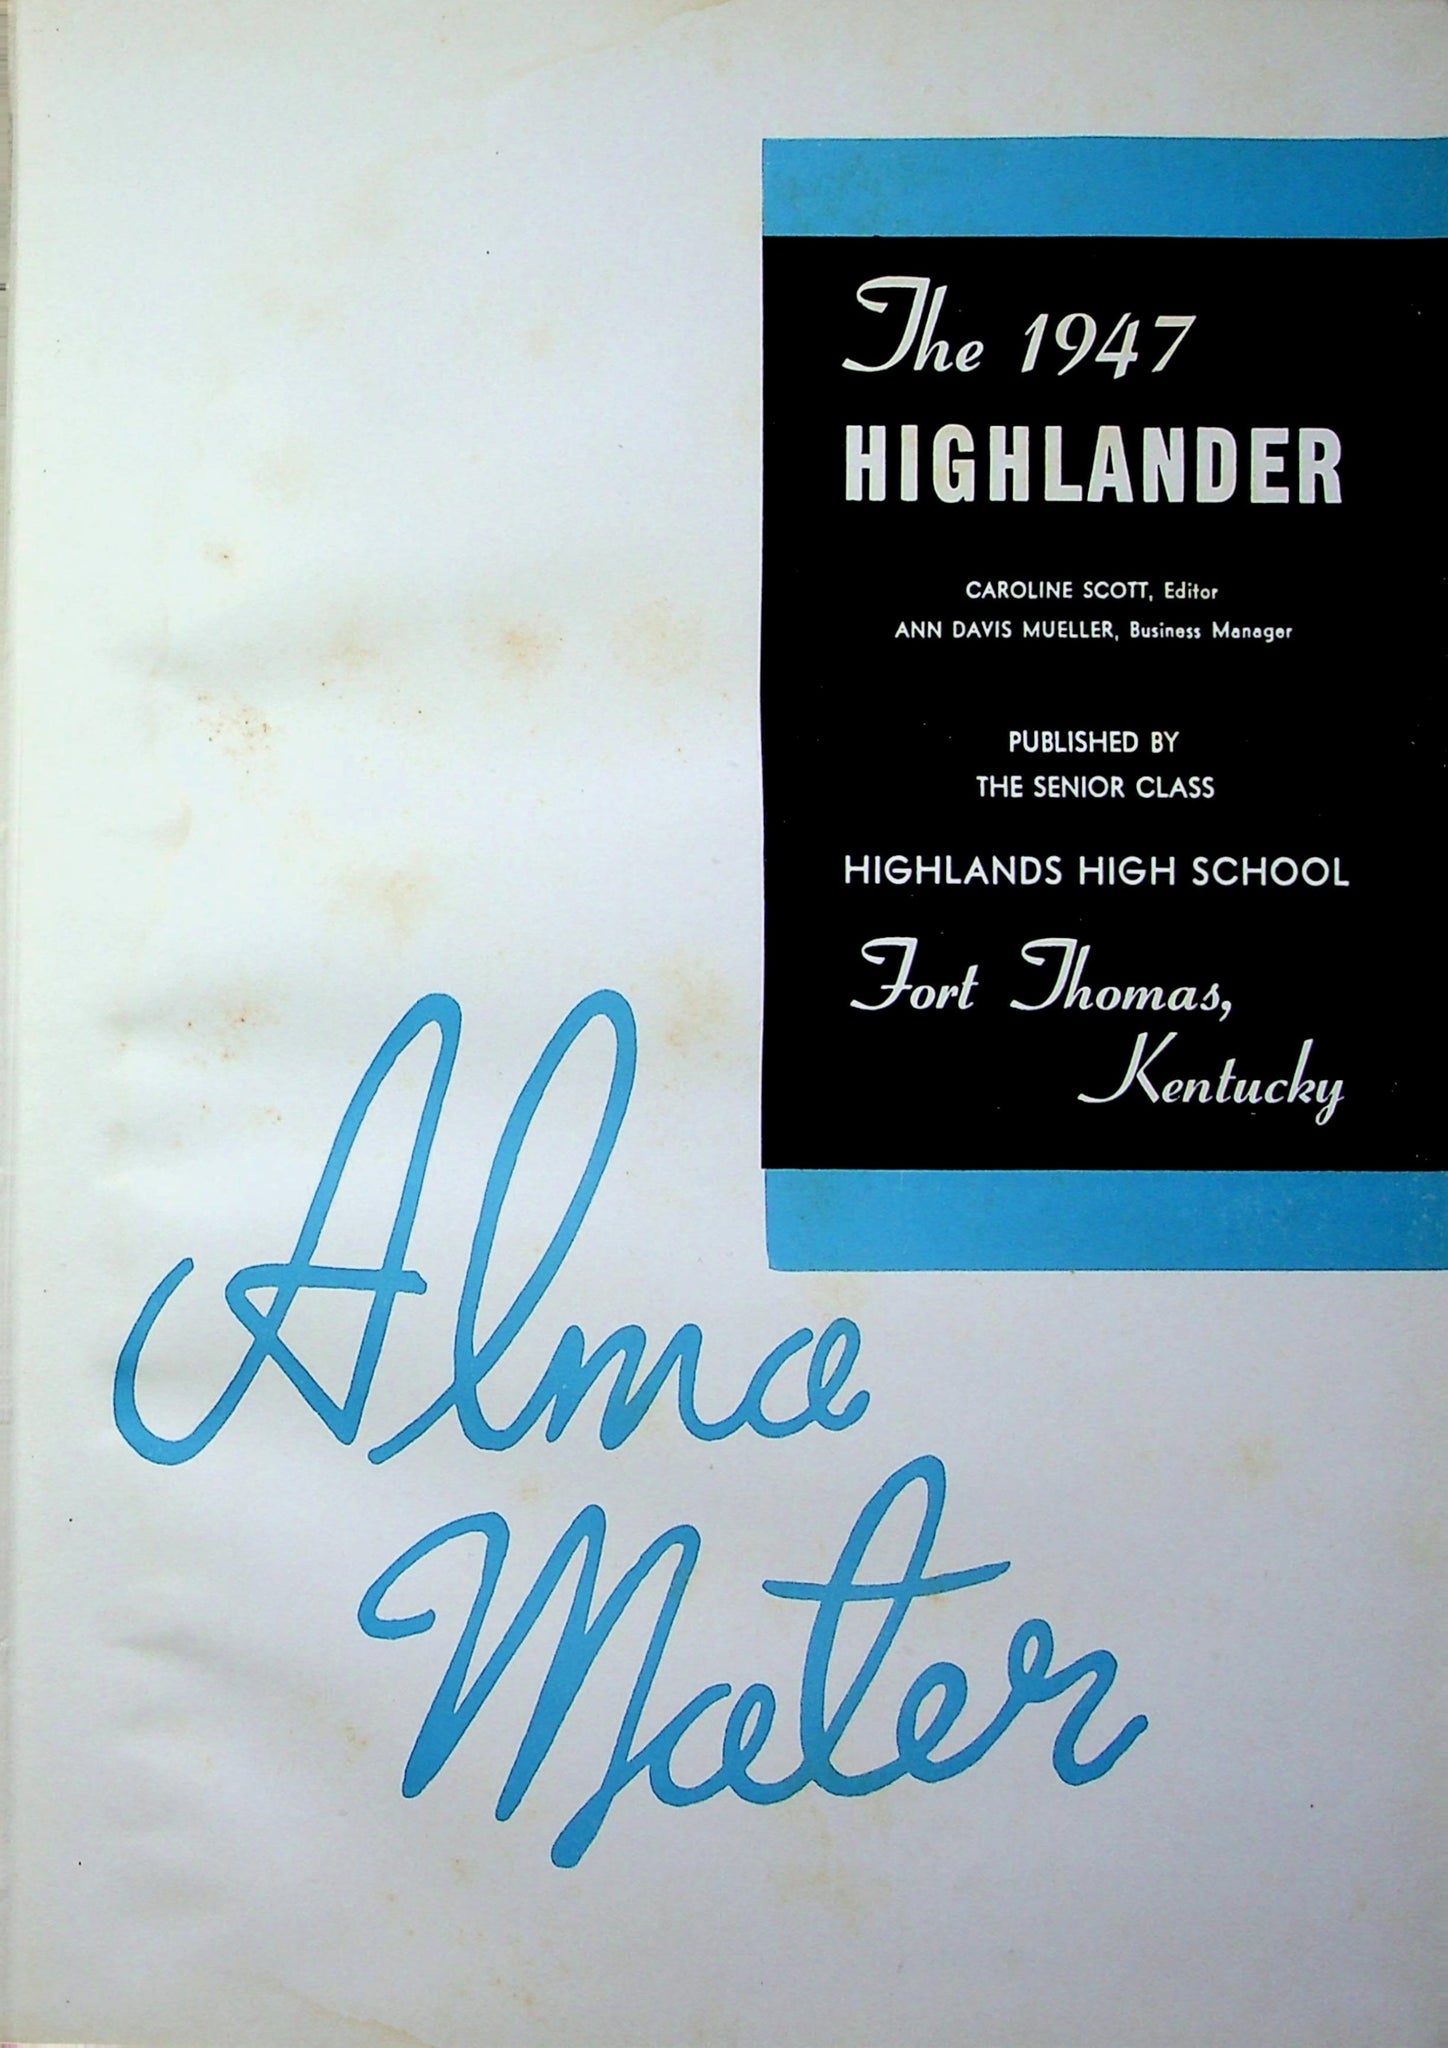 The 1947
HIGHLANDER
CAROLINE SCOTT, Editor
ANN DAVIS MUELLER, Business Manager
PUBLISHED BY
THE SENIOR CLASS
HIGHLANDS HIGH SCHOOL
Fort Thomas,
Kentucky
Alma
Mater